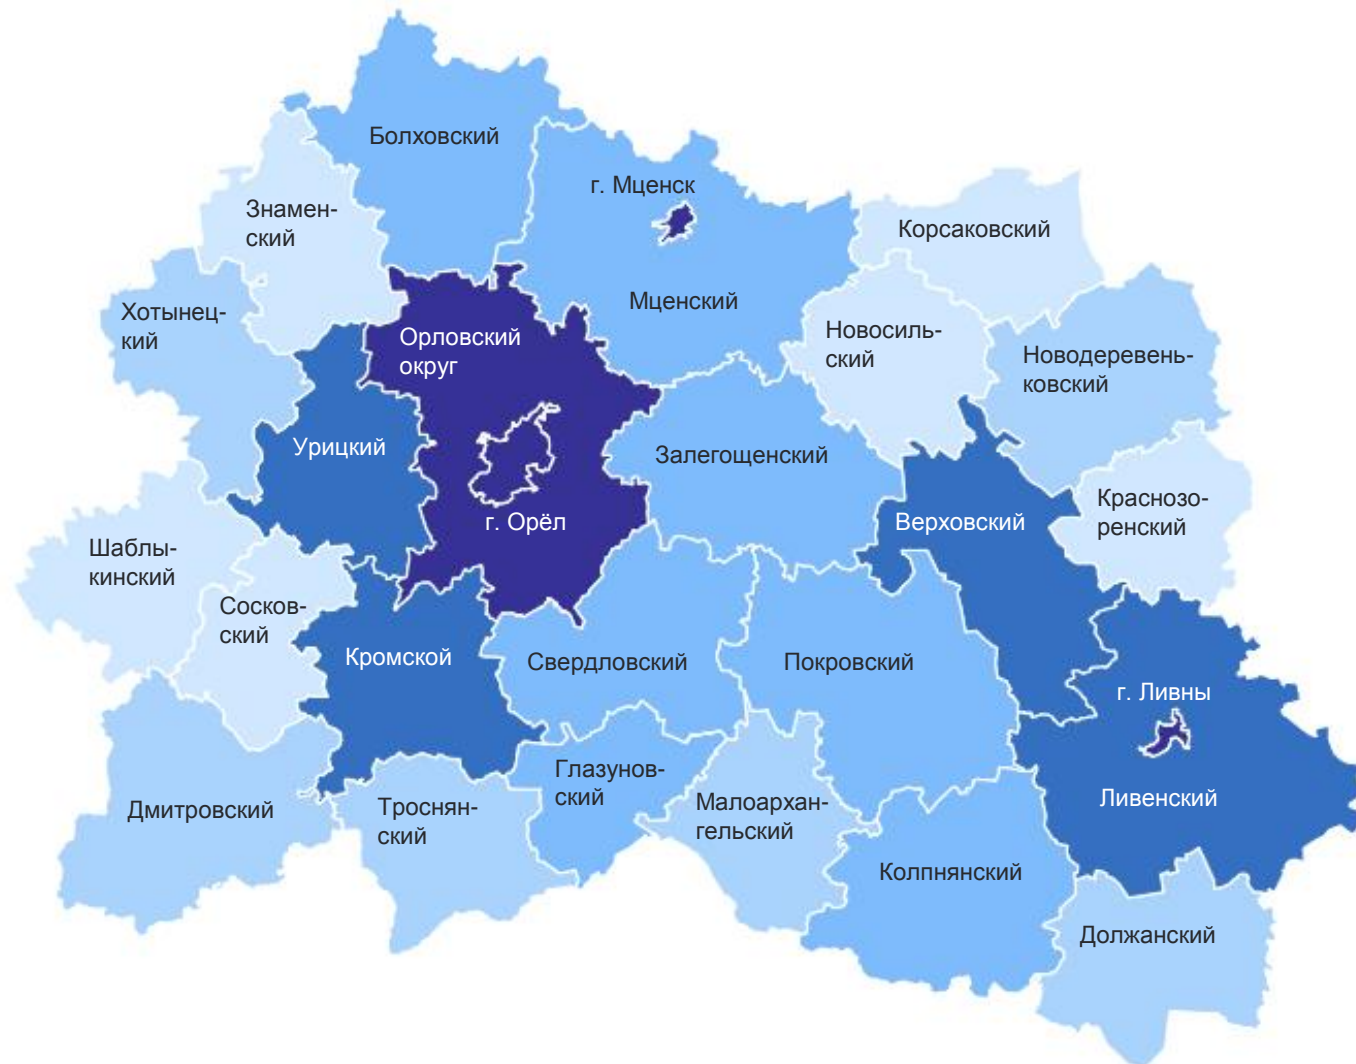 Болховский
г. Мценск
Знамен-
ский
Корсаковский
Хотынец-
кий
Мценский
Орловский
округ
Новосиль-
ский
Новодеревень-
ковский
Урицкий
Залегощенский
Краснозо-
ренский
г. Орёл
Верховский
Шаблы-
кинский
Сосков-
ский
Кромской
Свердловский
Покровский
г. Ливны
Глазунов-
ский
Дмитровский
Троснян-
ский
Малоархан-
гельский
Ливенский
Колпнянский
Должанский